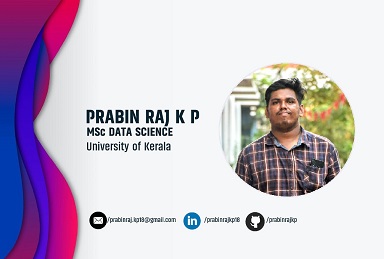 PRABIN RAJ K P
MSc DATA SCIENCE
University of Kerala
/prabinraj.kp18@gmail.com /prabinrajkp18 /prabinrajkp